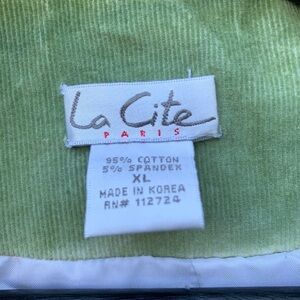 La Cite
PARIS
95% COTTON
5% SPANDEX
XL
MADE IN KOREA
RN# 112724